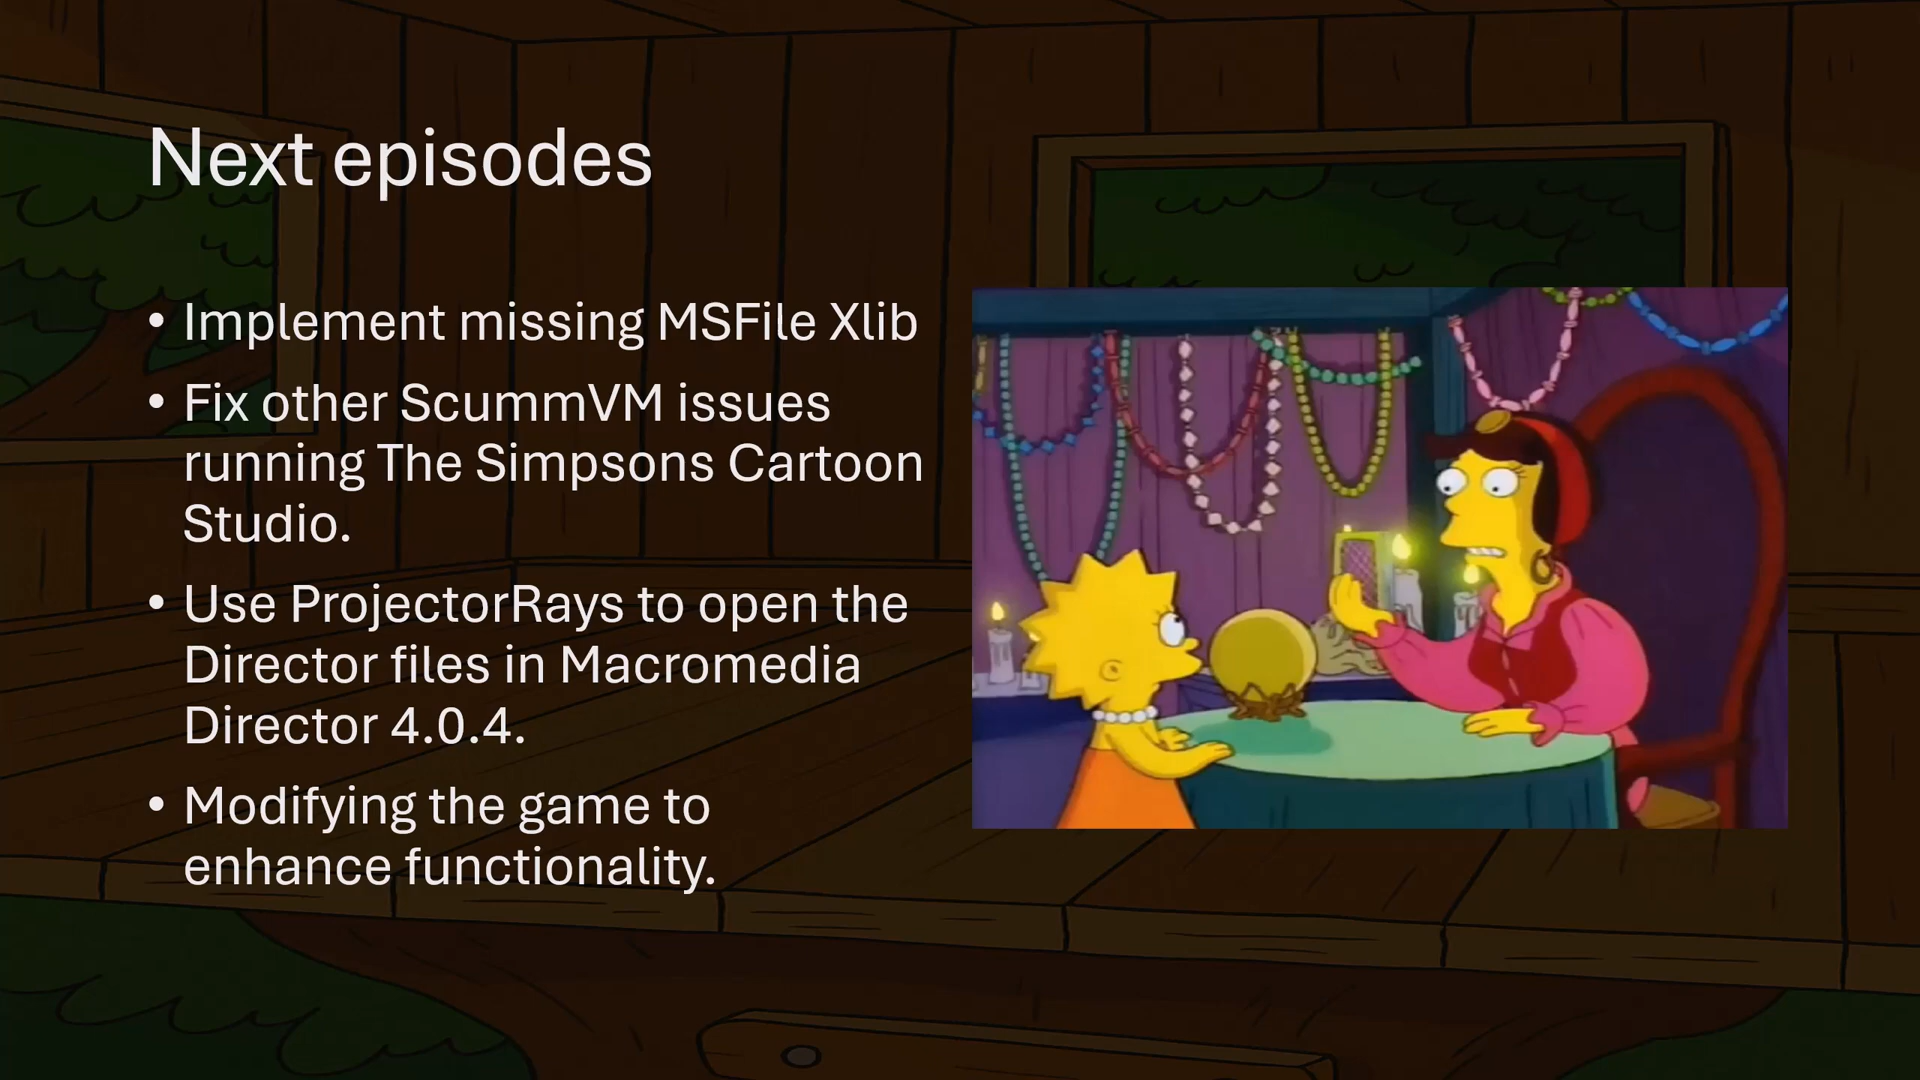 Next episodes
• Implement missing MSFile Xlib
• Fix other ScummVM issues
running The Simpsons Cartoon
Studio.
• Use ProjectorRays to open the
Director files in Macromedia
Director 4.0.4.
• Modifying the game to
enhance functionality.